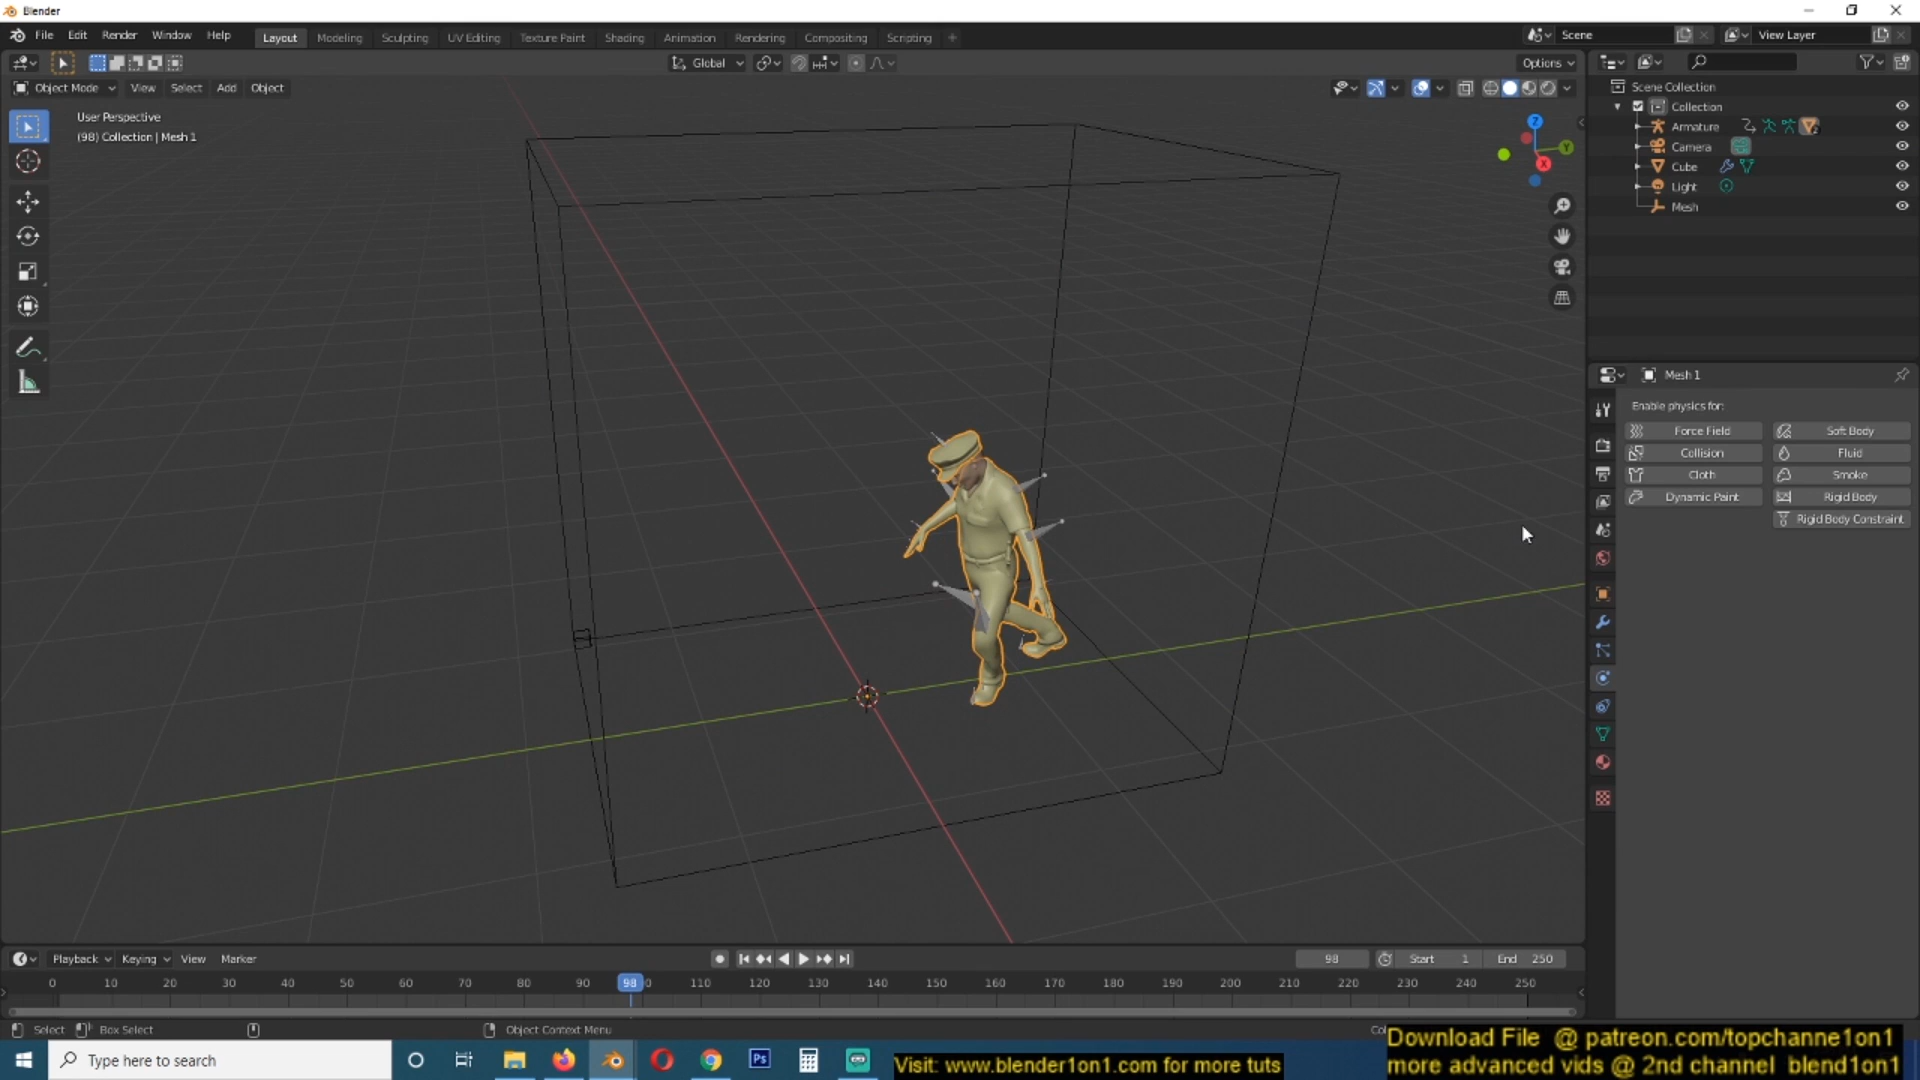 Blender
File Edit Render Window Help Layout Modeling Sculpting UV Editing Texture Paint Shading Animation Rendering Compositing Scripting + Scene View Layer
Global Options
Object Mode View Select Add Object
User Perspective
(98) Collection | Mesh 1
Z
Y
X
Scene Collection
Collection
Armature
Camera
Cube
Light
Mesh
Mesh 1
Enable physics for:
Force Field Soft Body
Collision Fluid
Cloth Smoke
Dynamic Paint Rigid Body
Rigid Body Constraint
Playback Keying View Marker 98 Start 1 End 250
0 10 20 30 40 50 60 70 80 90 98 0 110 120 130 140 150 160 170 180 190 200 210 220 230 240 250
Select Box Select Object Context Menu Col
Type here to search
Ps
Visit: www.blender1on1.com for more tuts
Download File @ patreon.com/topchanne1on1
more advanced vids @ 2nd channel blend1on1